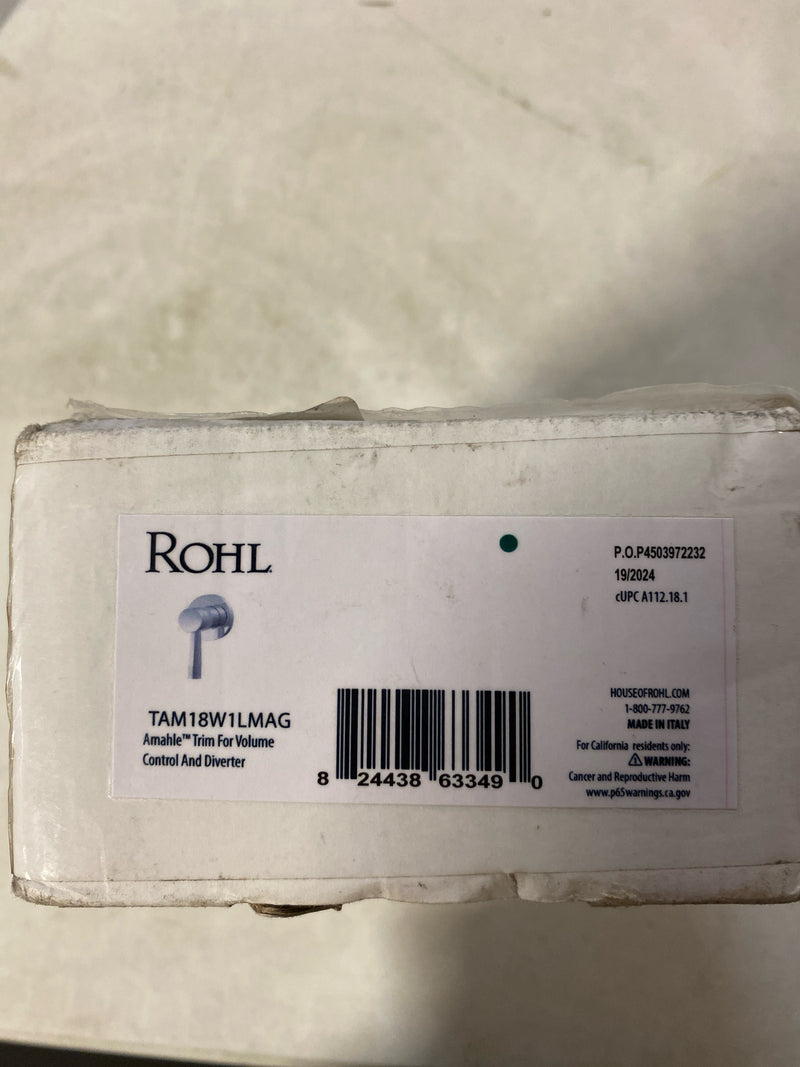 ROHL
P.O.P4503972232
19/2024
cUPC A112.18.1
TAM18W1LMAG
Amahle™ Trim For Volume
Control And Diverter
8 24438 63349 0
HOUSEOFROHL.COM
1-800-777-9762
MADE IN ITALY
For California residents only:
⚠ WARNING:
Cancer and Reproductive Harm
www.p65warnings.ca.gov